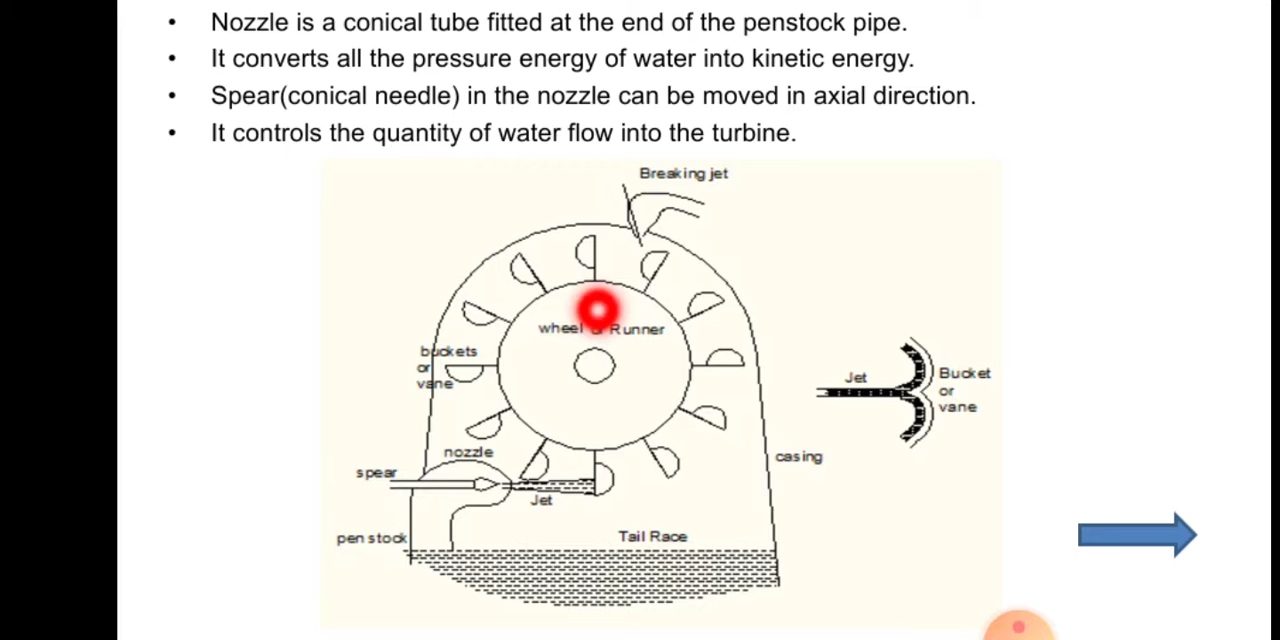 • Nozzle is a conical tube fitted at the end of the penstock pipe.
• It converts all the pressure energy of water into kinetic energy.
• Spear(conical needle) in the nozzle can be moved in axial direction.
• It controls the quantity of water flow into the turbine.
Breaking jet
wheel Runner
buckets
or
vane
Jet
Bucket
or
vane
nozzle
spear
casing
Jet
pen stock
Tail Race